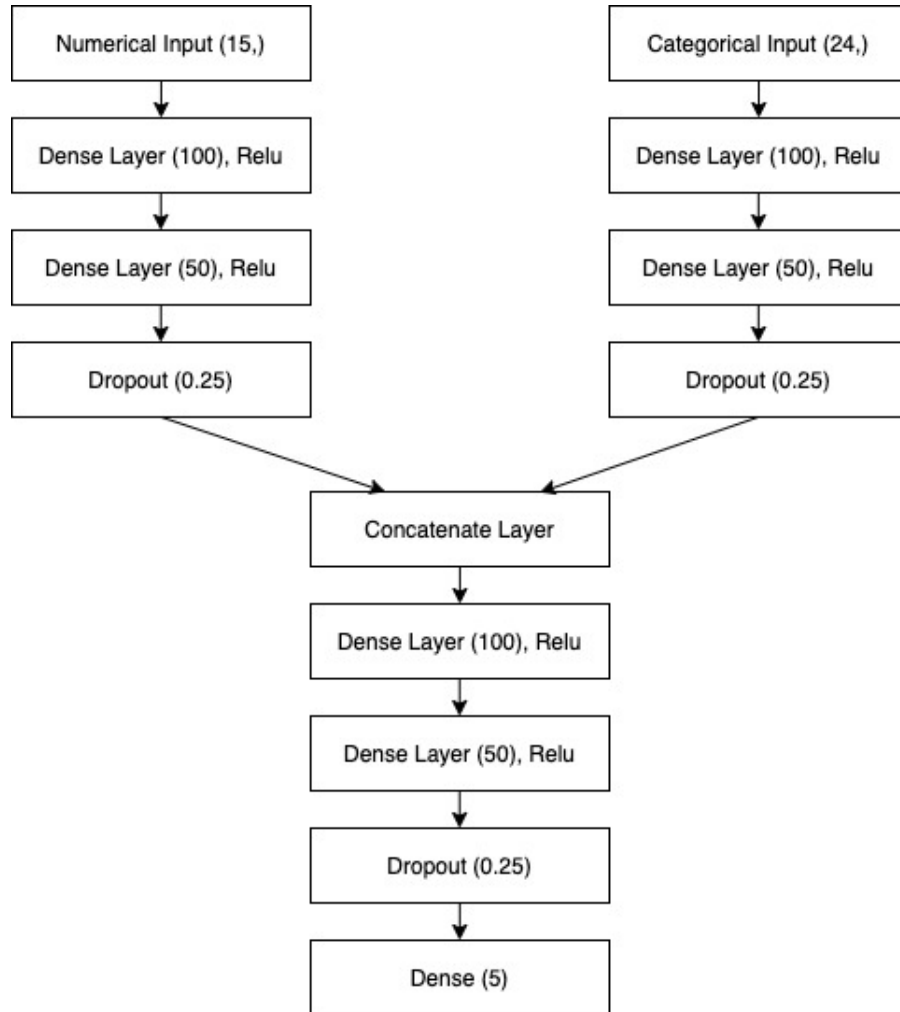 Numerical Input (15,)
Dense Layer (100), Relu
Dense Layer (50), Relu
Dropout (0.25)
Categorical Input (24,)
Dense Layer (100), Relu
Dense Layer (50), Relu
Dropout (0.25)
Concatenate Layer
Dense Layer (100), Relu
Dense Layer (50), Relu
Dropout (0.25)
Dense (5)